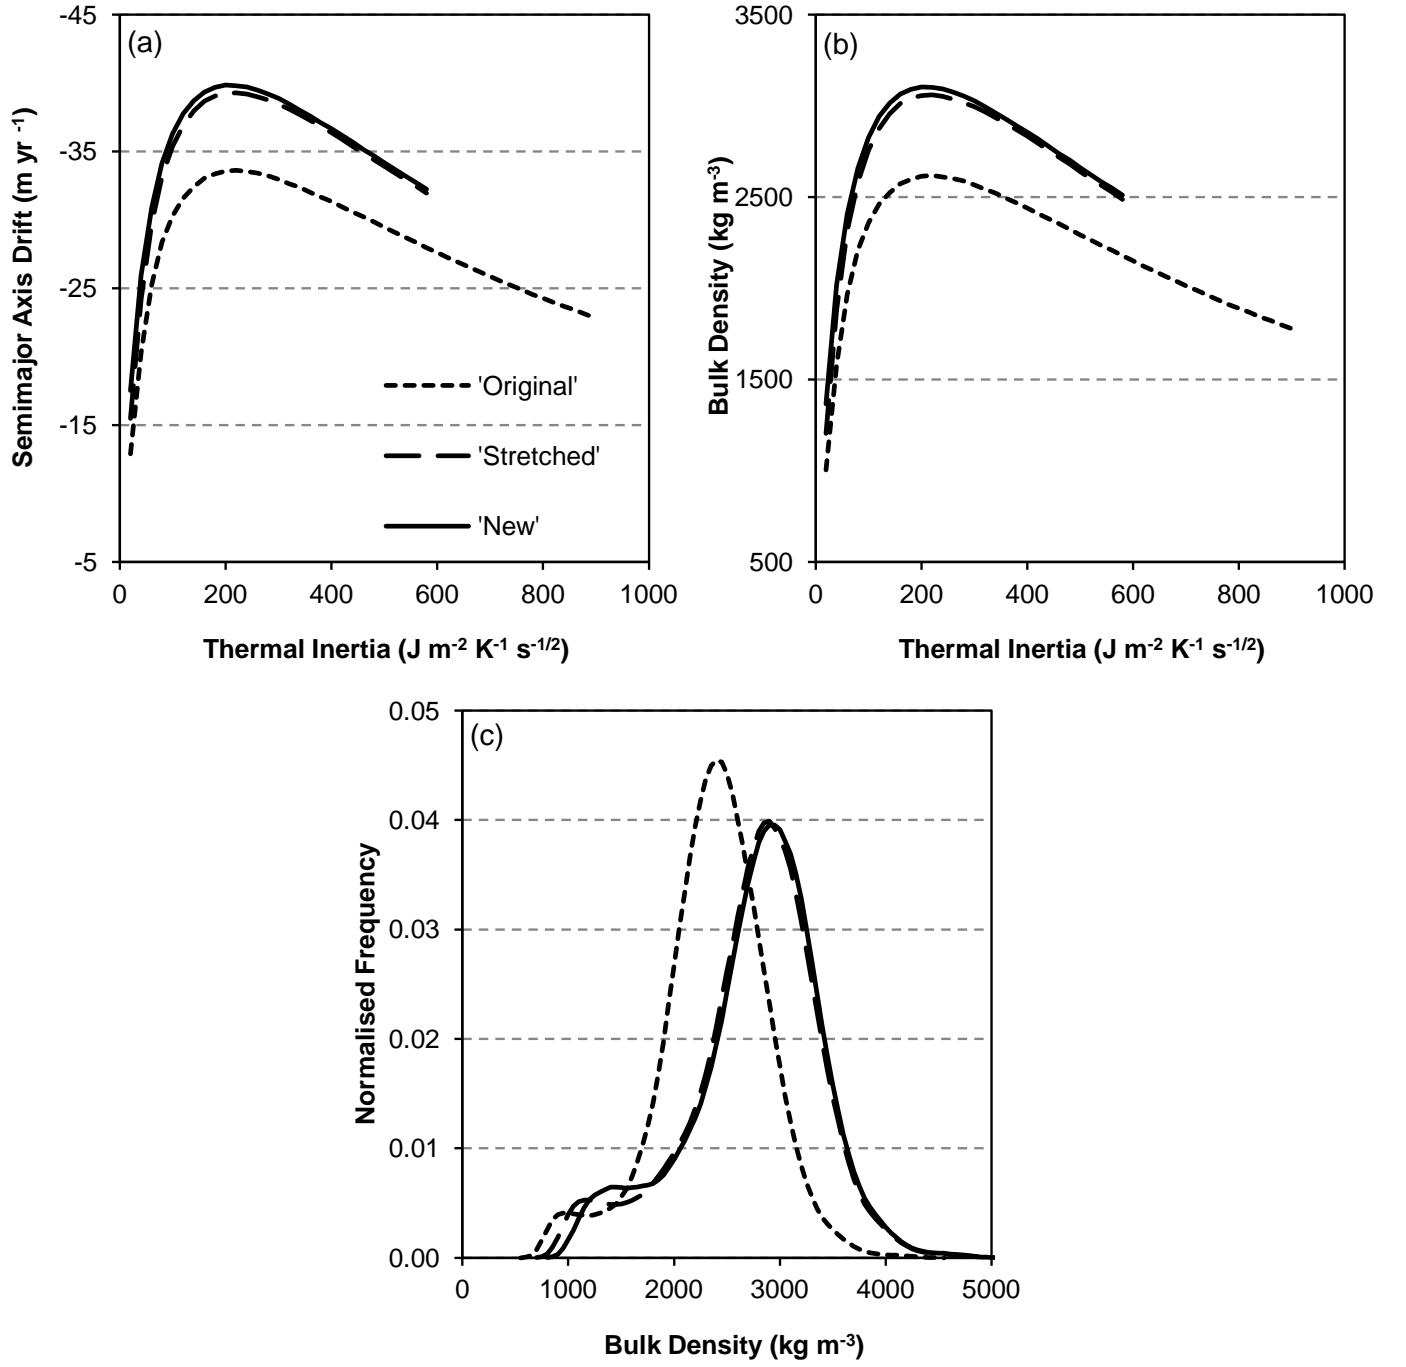 (a)
Semimajor Axis Drift (m yr -1)
-45
-35
-25
-15
-5
'Original'
'Stretched'
'New'
0 200 400 600 800 1000
Thermal Inertia (J m-2 K-1 s-1/2)
(b)
Bulk Density (kg m-3)
3500
2500
1500
500
0 200 400 600 800 1000
Thermal Inertia (J m-2 K-1 s-1/2)
(c)
Normalised Frequency
0.05
0.04
0.03
0.02
0.01
0.00
0 1000 2000 3000 4000 5000
Bulk Density (kg m-3)